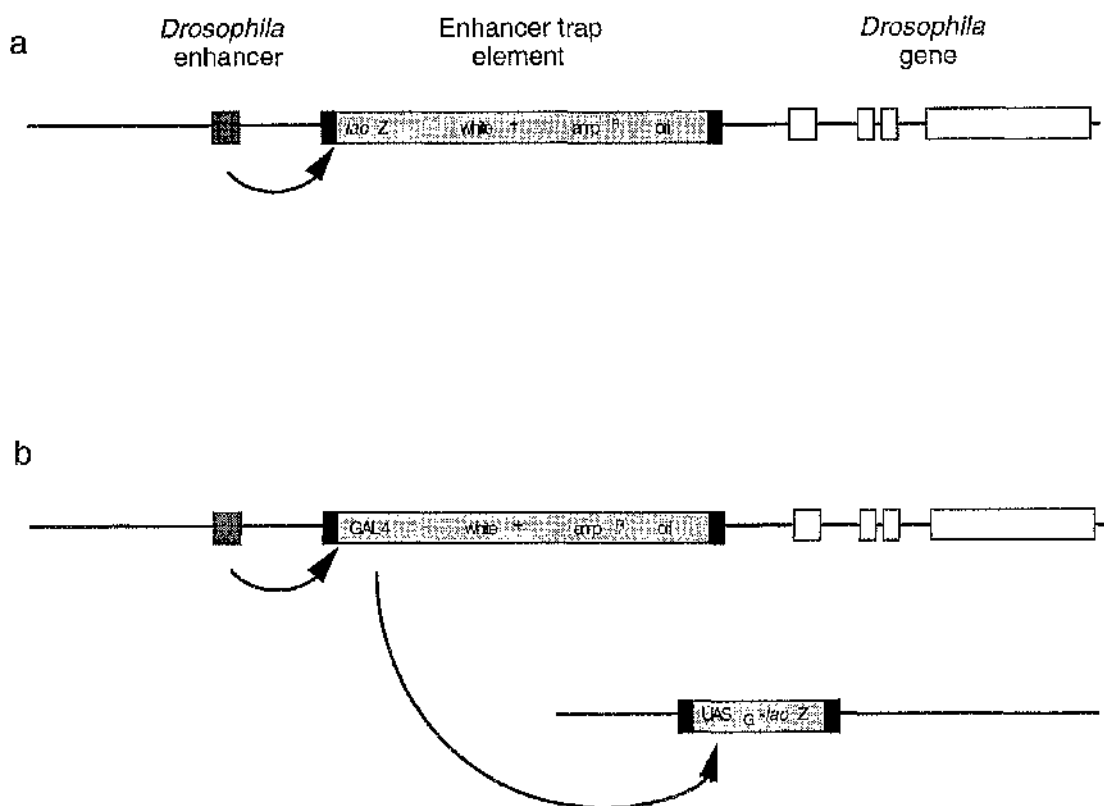 a
Drosophila
enhancer
Enhancer trap
element
Drosophila
gene
lac Z white + amp R ori
b
GAL4 white + amp R ori
UAS G -lac Z